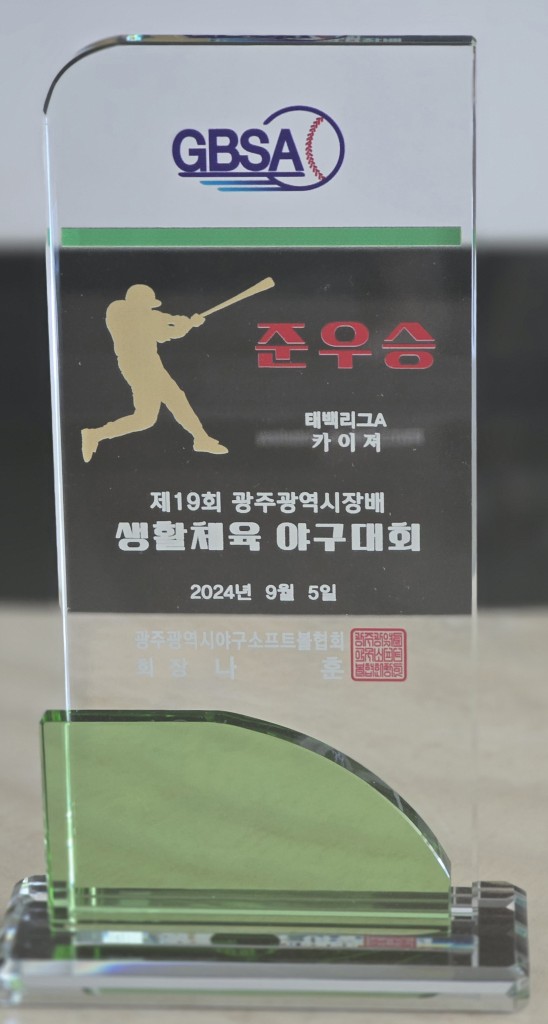 GBSA
준우승
태백리그A
카이져
제19회 광주광역시장배
생활체육 야구대회
2024년 9월 5일
광주광역시야구소프트볼협회
회 장 나 훈